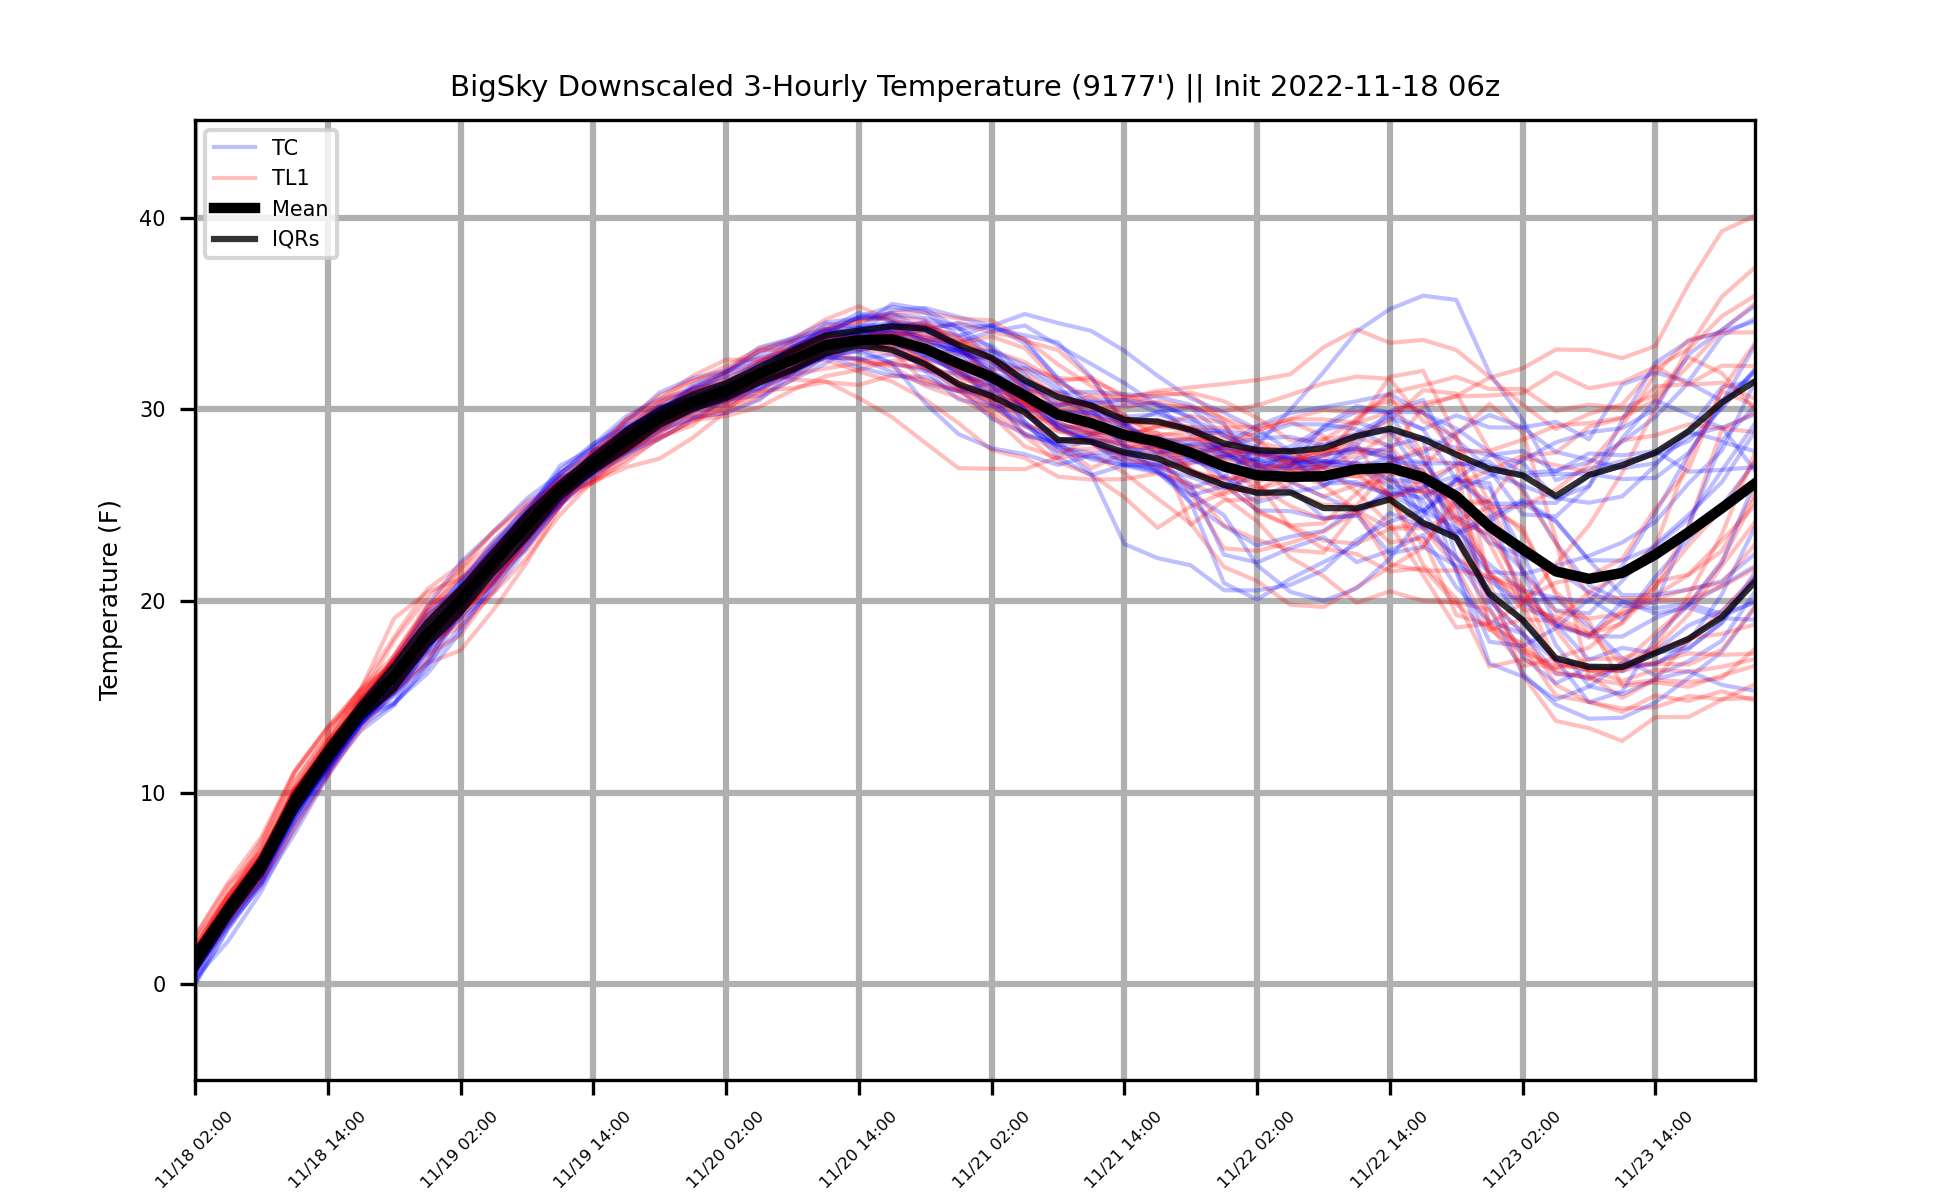 BigSky Downscaled 3-Hourly Temperature (9177') || Init 2022-11-18 06z
TC
TL1
Mean
IQRs
Temperature (F)
40
30
20
10
0
11/18 02:00
11/18 14:00
11/19 02:00
11/19 14:00
11/20 02:00
11/20 14:00
11/21 02:00
11/21 14:00
11/22 02:00
11/22 14:00
11/23 02:00
11/23 14:00